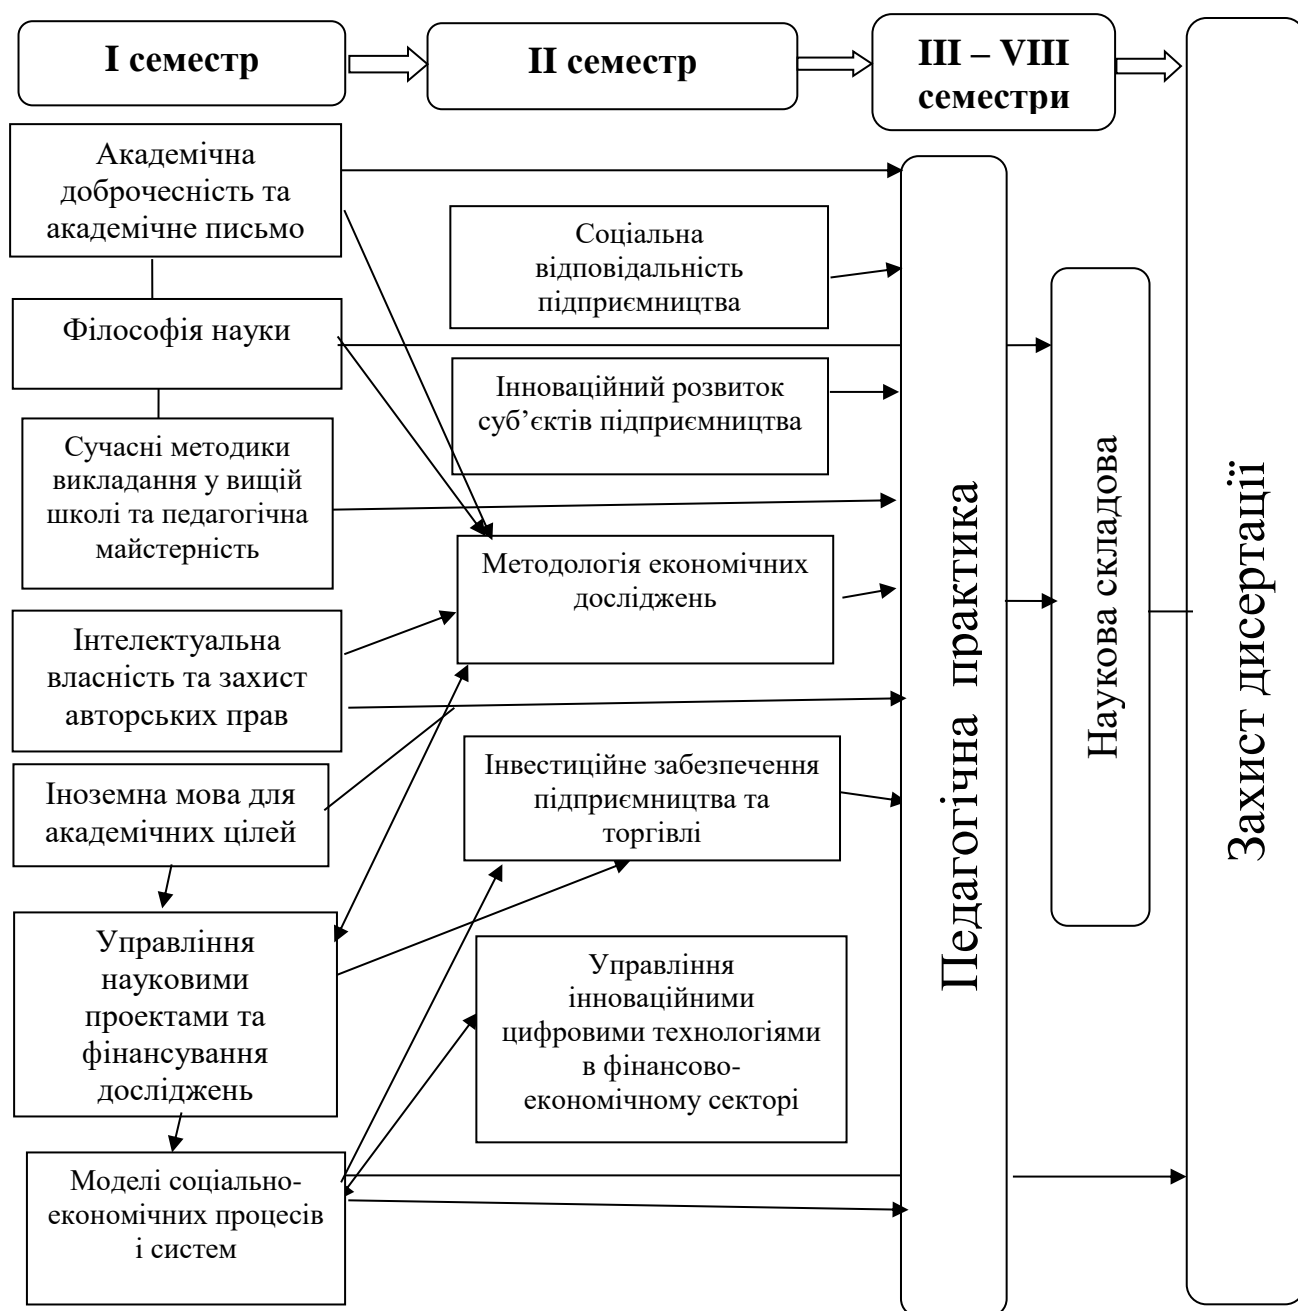 I семестр
II семестр
III – VIII
семестри
Академічна
доброчесність та
академічне письмо
Філософія науки
Сучасні методики
викладання у вищій
школі та педагогічна
майстерність
Інтелектуальна
власність та захист
авторських прав
Іноземна мова для
академічних цілей
Управління
науковими
проектами та
фінансування
досліджень
Моделі соціально-
економічних процесів
і систем
Соціальна
відповідальність
підприємництва
Інноваційний розвиток
суб’єктів підприємництва
Методологія економічних
досліджень
Інвестиційне забезпечення
підприємництва та
торгівлі
Управління
інноваційними
цифровими технологіями
в фінансово-
економічному секторі
Педагогічна практика
Наукова складова
Захист дисертації